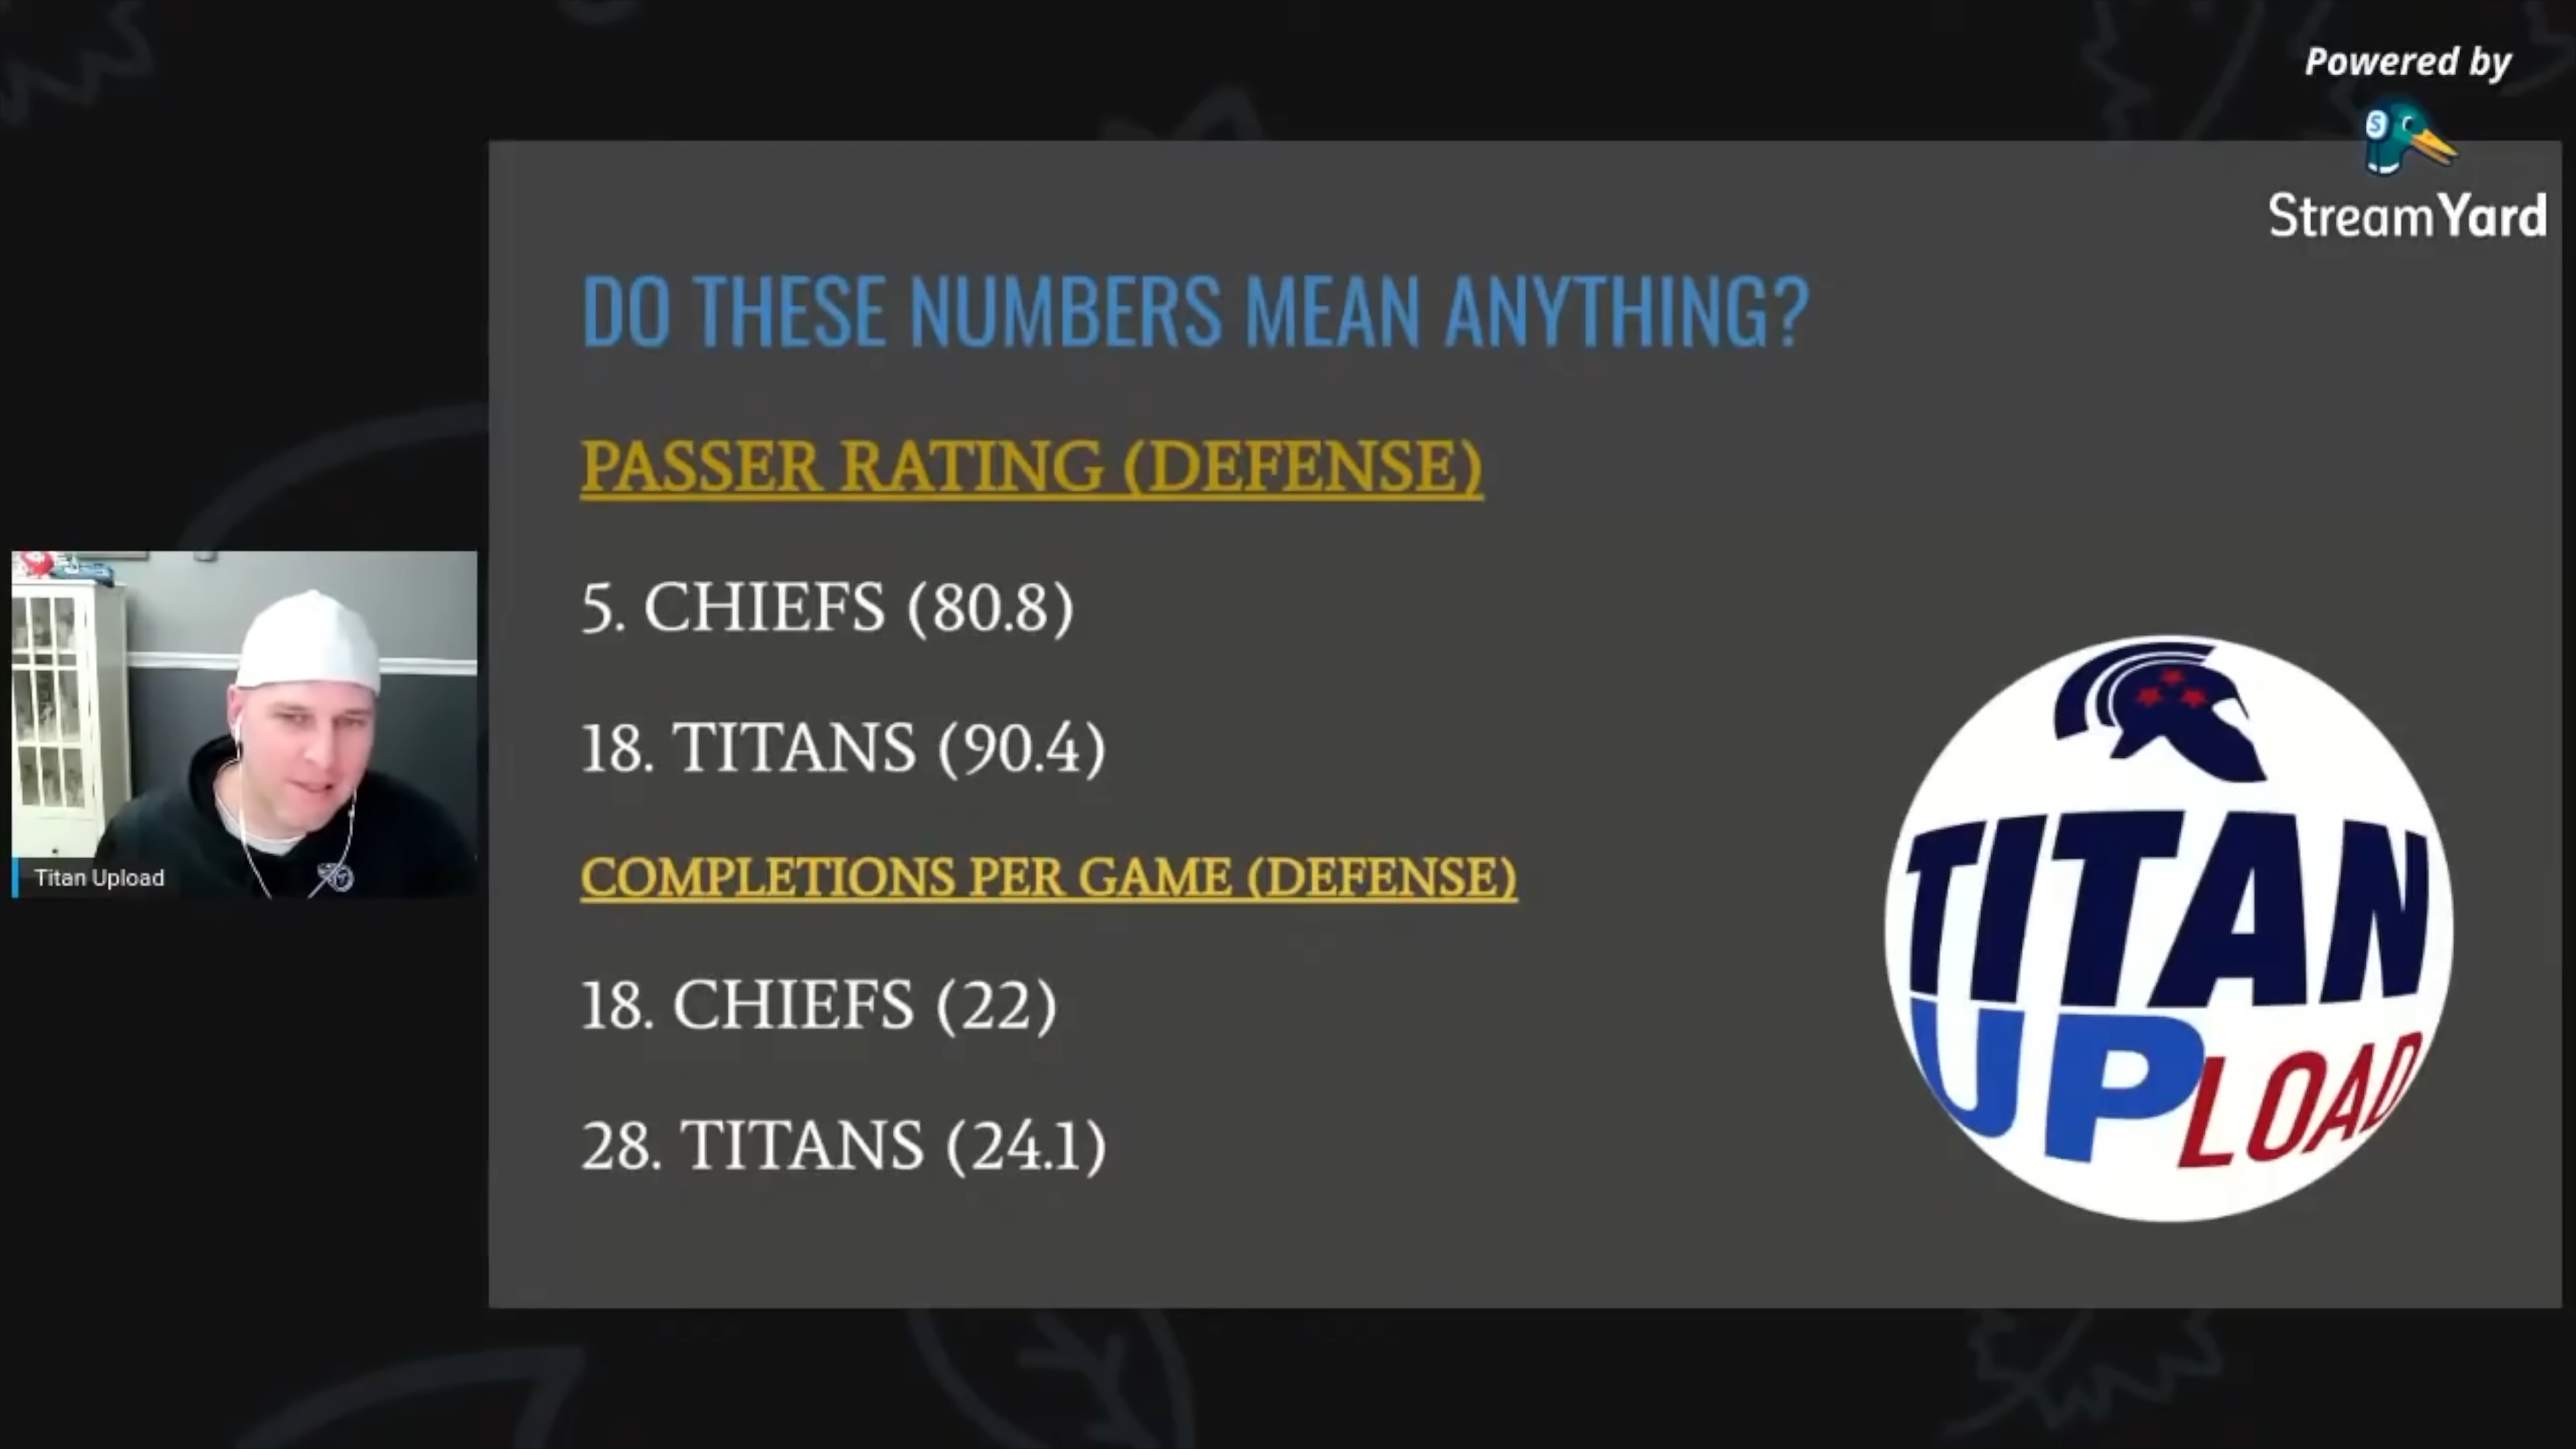 Powered by
StreamYard
DO THESE NUMBERS MEAN ANYTHING?
PASSER RATING (DEFENSE)
5. CHIEFS (80.8)
18. TITANS (90.4)
COMPLETIONS PER GAME (DEFENSE)
18. CHIEFS (22)
28. TITANS (24.1)
Titan Upload
TITAN
UPLOAD